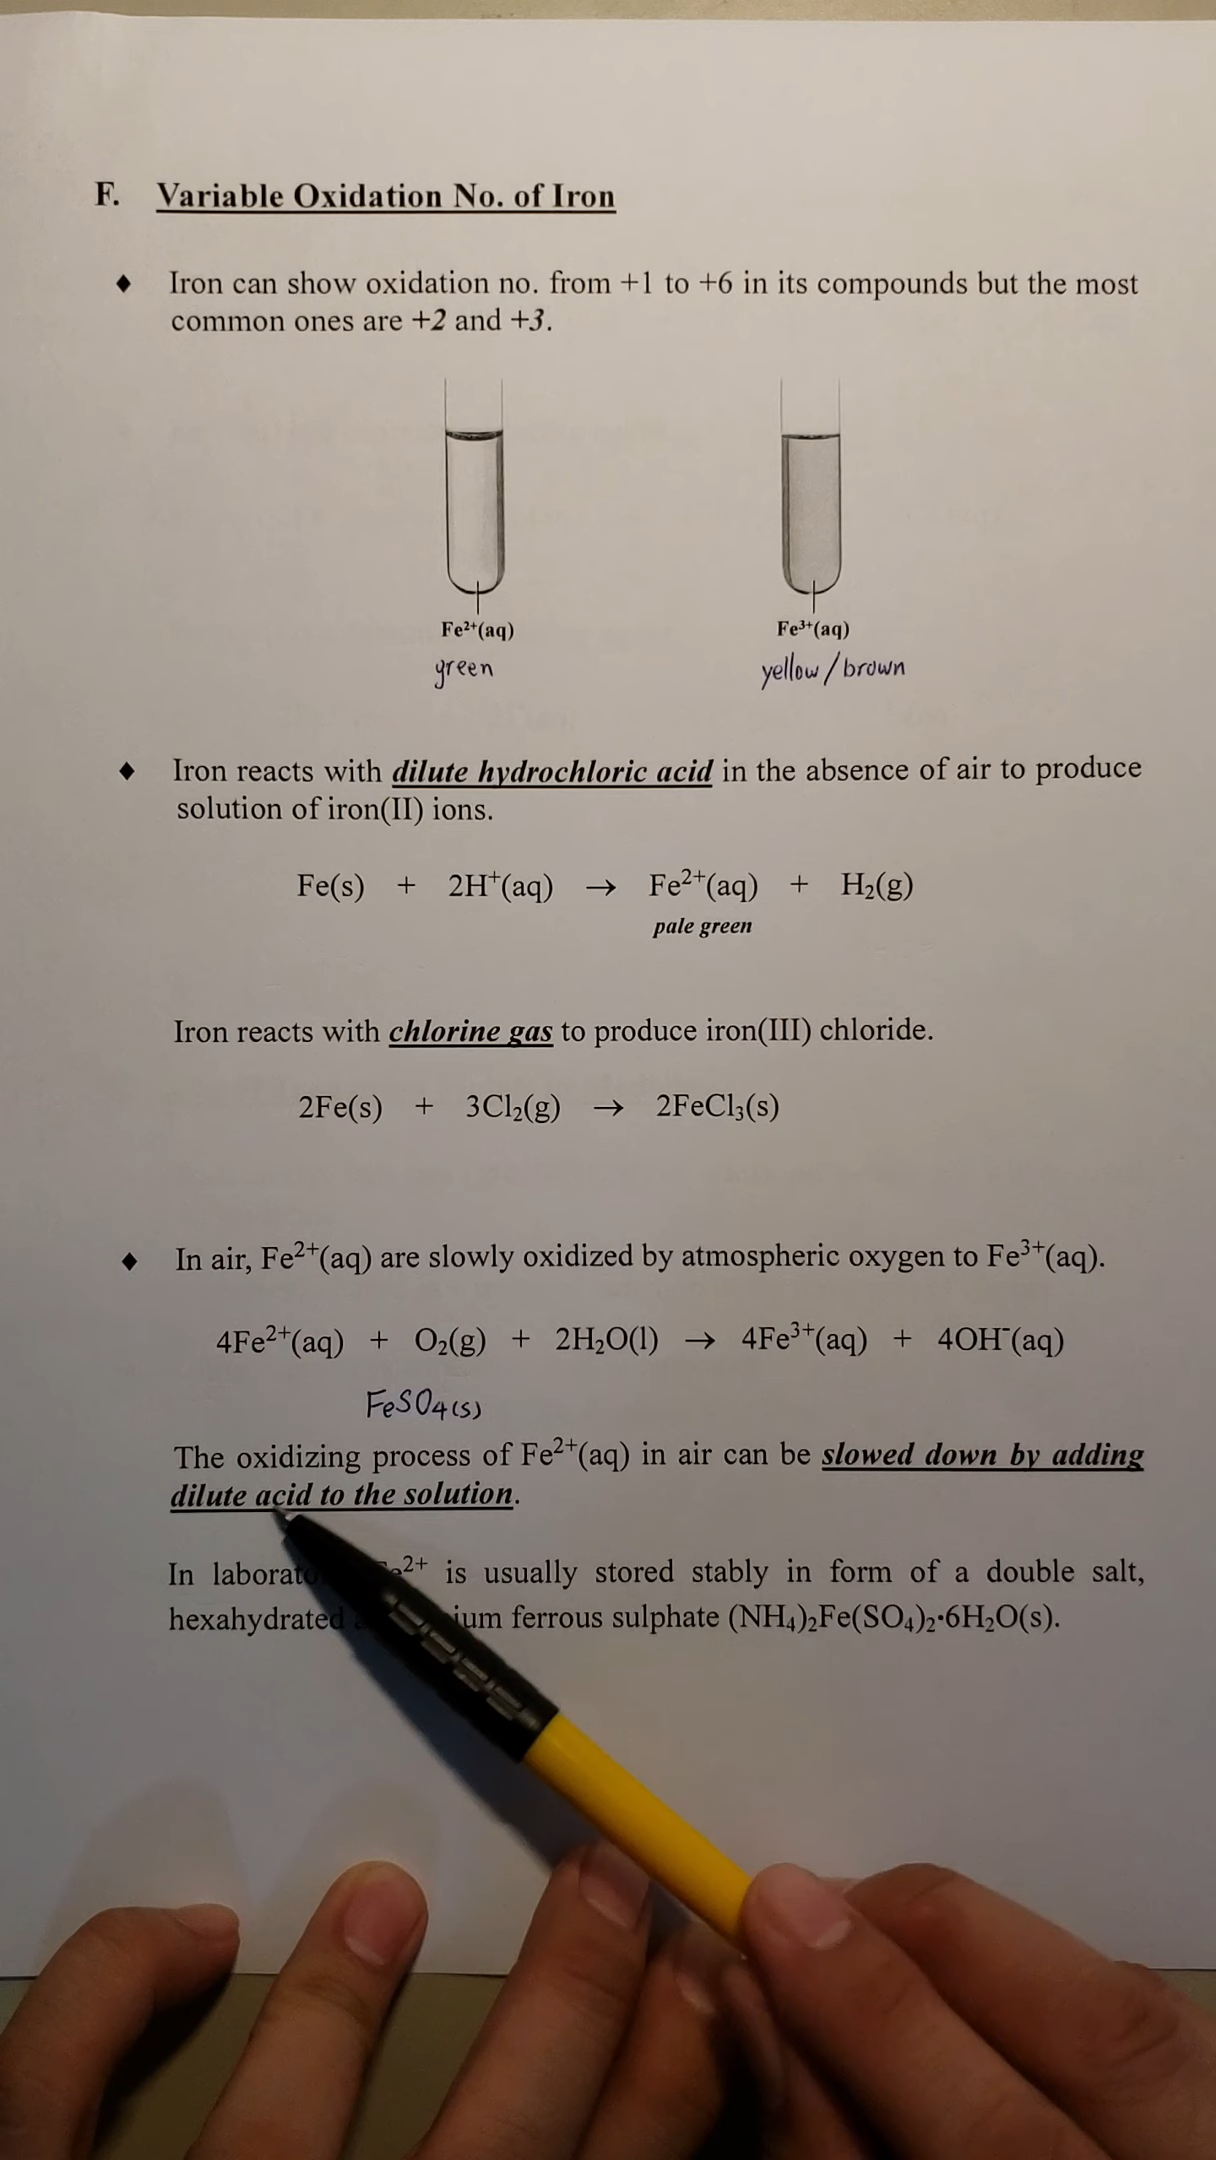 F. Variable Oxidation No. of Iron
♦ Iron can show oxidation no. from +1 to +6 in its compounds but the most
common ones are +2 and +3.
Fe²⁺(aq) Fe³⁺(aq)
green yellow/brown
♦ Iron reacts with dilute hydrochloric acid in the absence of air to produce
solution of iron(II) ions.
Fe(s) + 2H⁺(aq) → Fe²⁺(aq) + H₂(g)
pale green
Iron reacts with chlorine gas to produce iron(III) chloride.
2Fe(s) + 3Cl₂(g) → 2FeCl₃(s)
♦ In air, Fe²⁺(aq) are slowly oxidized by atmospheric oxygen to Fe³⁺(aq).
4Fe²⁺(aq) + O₂(g) + 2H₂O(l) → 4Fe³⁺(aq) + 4OH⁻(aq)
FeSO₄(s)
The oxidizing process of Fe²⁺(aq) in air can be slowed down by adding
dilute acid to the solution.
In is usually stored stably in form of a double salt,
hexahydrated ferrous sulphate (NH₄)₂Fe(SO₄)₂·6H₂O(s).